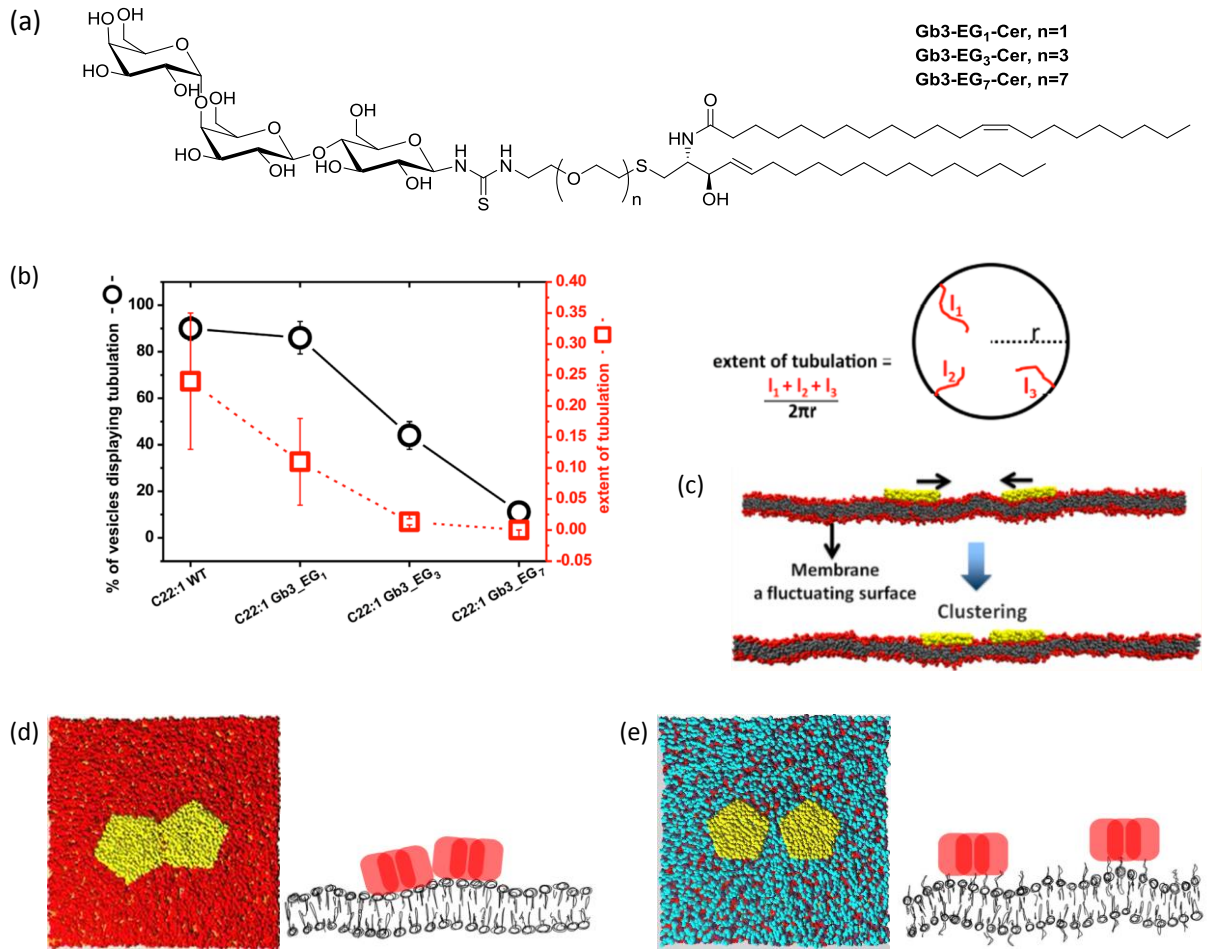 (a)
Gb3-EG₁-Cer, n=1
Gb3-EG₃-Cer, n=3
Gb3-EG₇-Cer, n=7
HO
OH
O
HO
HO
O
OH
OH
O
HO
HO
O
OH
O
HO
OH
H
N
H
N
S
O
n
S
HN
O
OH
(b)
% of vesicles displaying tubulation
100
80
60
40
20
0
0.40
0.35
0.30
0.25
0.20
0.15
0.10
0.05
0.00
-0.05
extent of tubulation
C22:1 WT
C22:1 Gb3_EG₁
C22:1 Gb3_EG₃
C22:1 Gb3_EG₇
l₁
r
l₂
l₃
extent of tubulation =
l₁ + l₂ + l₃
2πr
(c)
Membrane
a fluctuating surface
Clustering
(d)
(e)